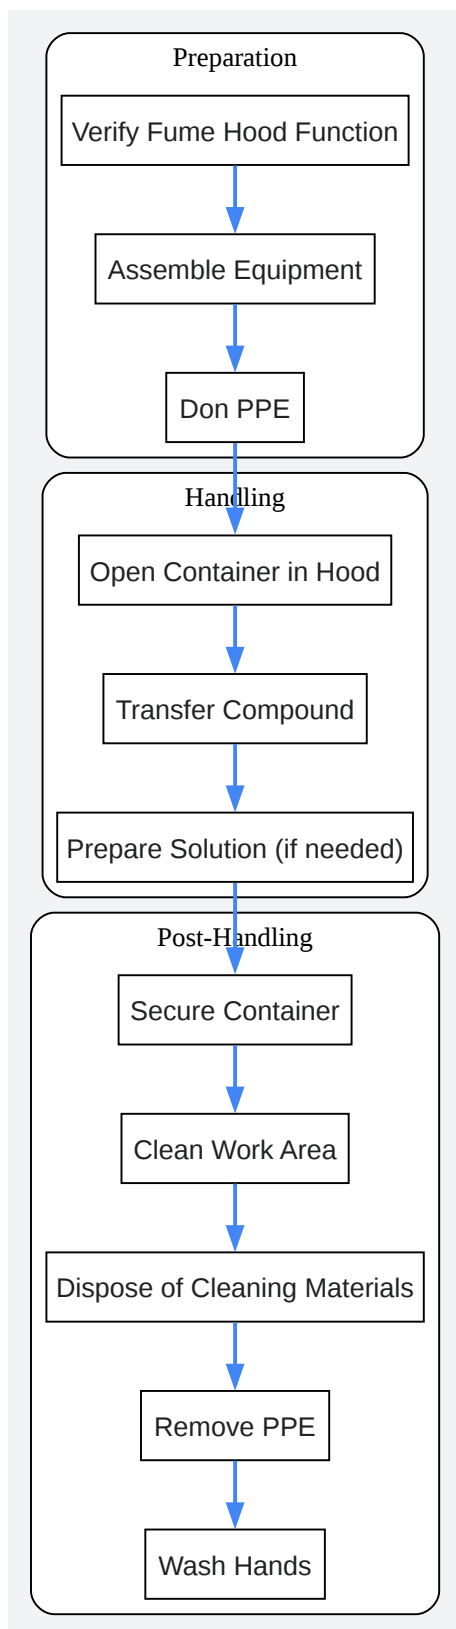 Preparation
Verify Fume Hood Function
Assemble Equipment
Don PPE
Handling
Open Container in Hood
Transfer Compound
Prepare Solution (if needed)
Post-Handling
Secure Container
Clean Work Area
Dispose of Cleaning Materials
Remove PPE
Wash Hands